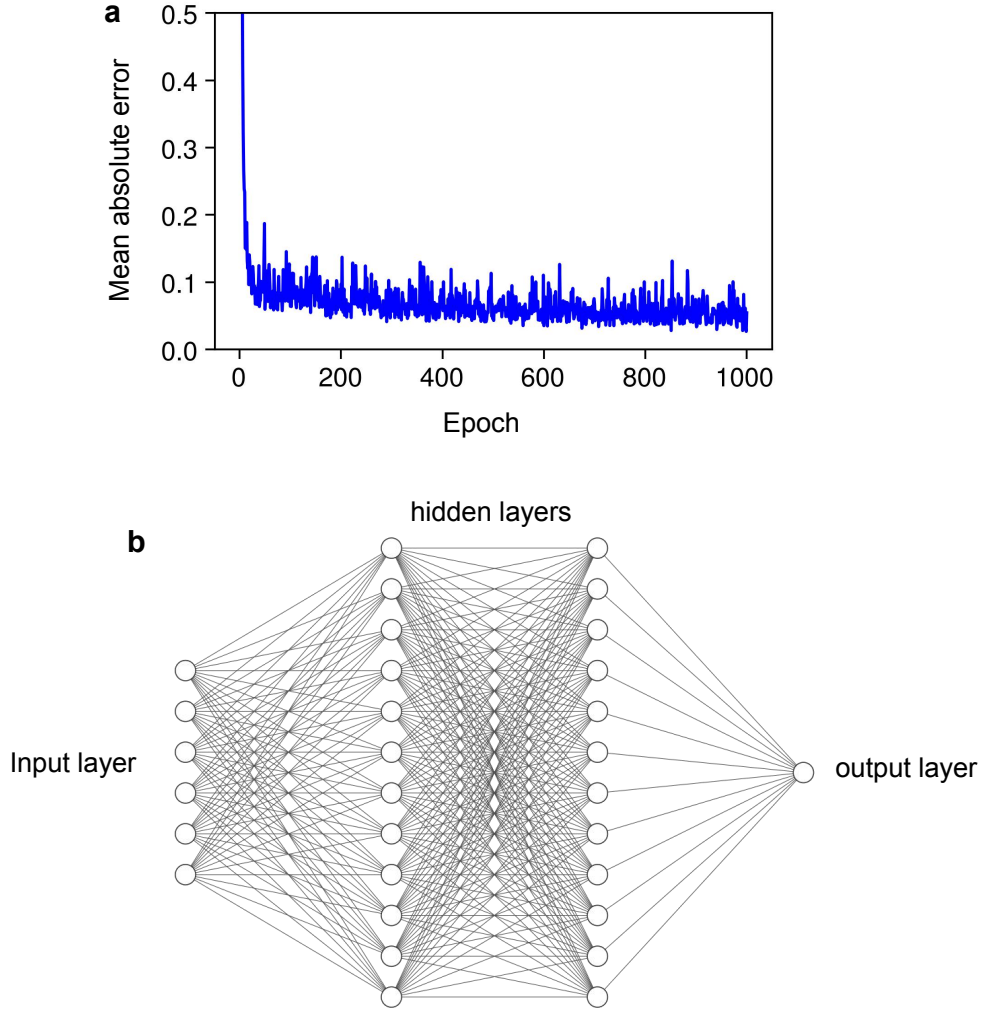 a
0.5
0.4
0.3
0.2
0.1
0.0
Mean absolute error
0 200 400 600 800 1000
Epoch
hidden layers
b
Input layer
output layer